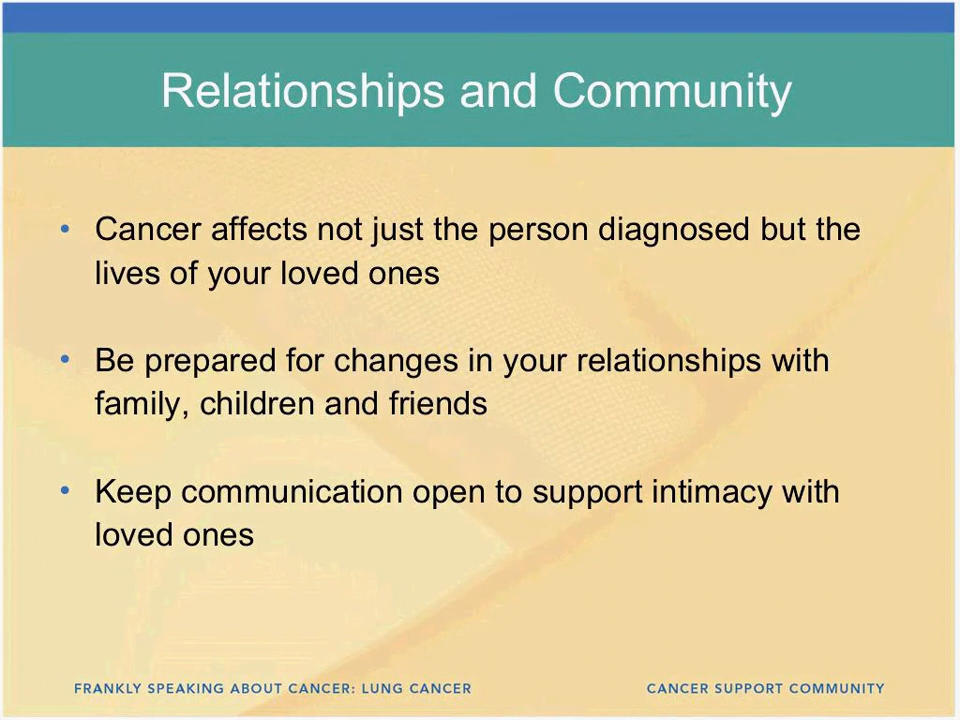 Relationships and Community
• Cancer affects not just the person diagnosed but the
lives of your loved ones
• Be prepared for changes in your relationships with
family, children and friends
• Keep communication open to support intimacy with
loved ones
FRANKLY SPEAKING ABOUT CANCER: LUNG CANCER
CANCER SUPPORT COMMUNITY